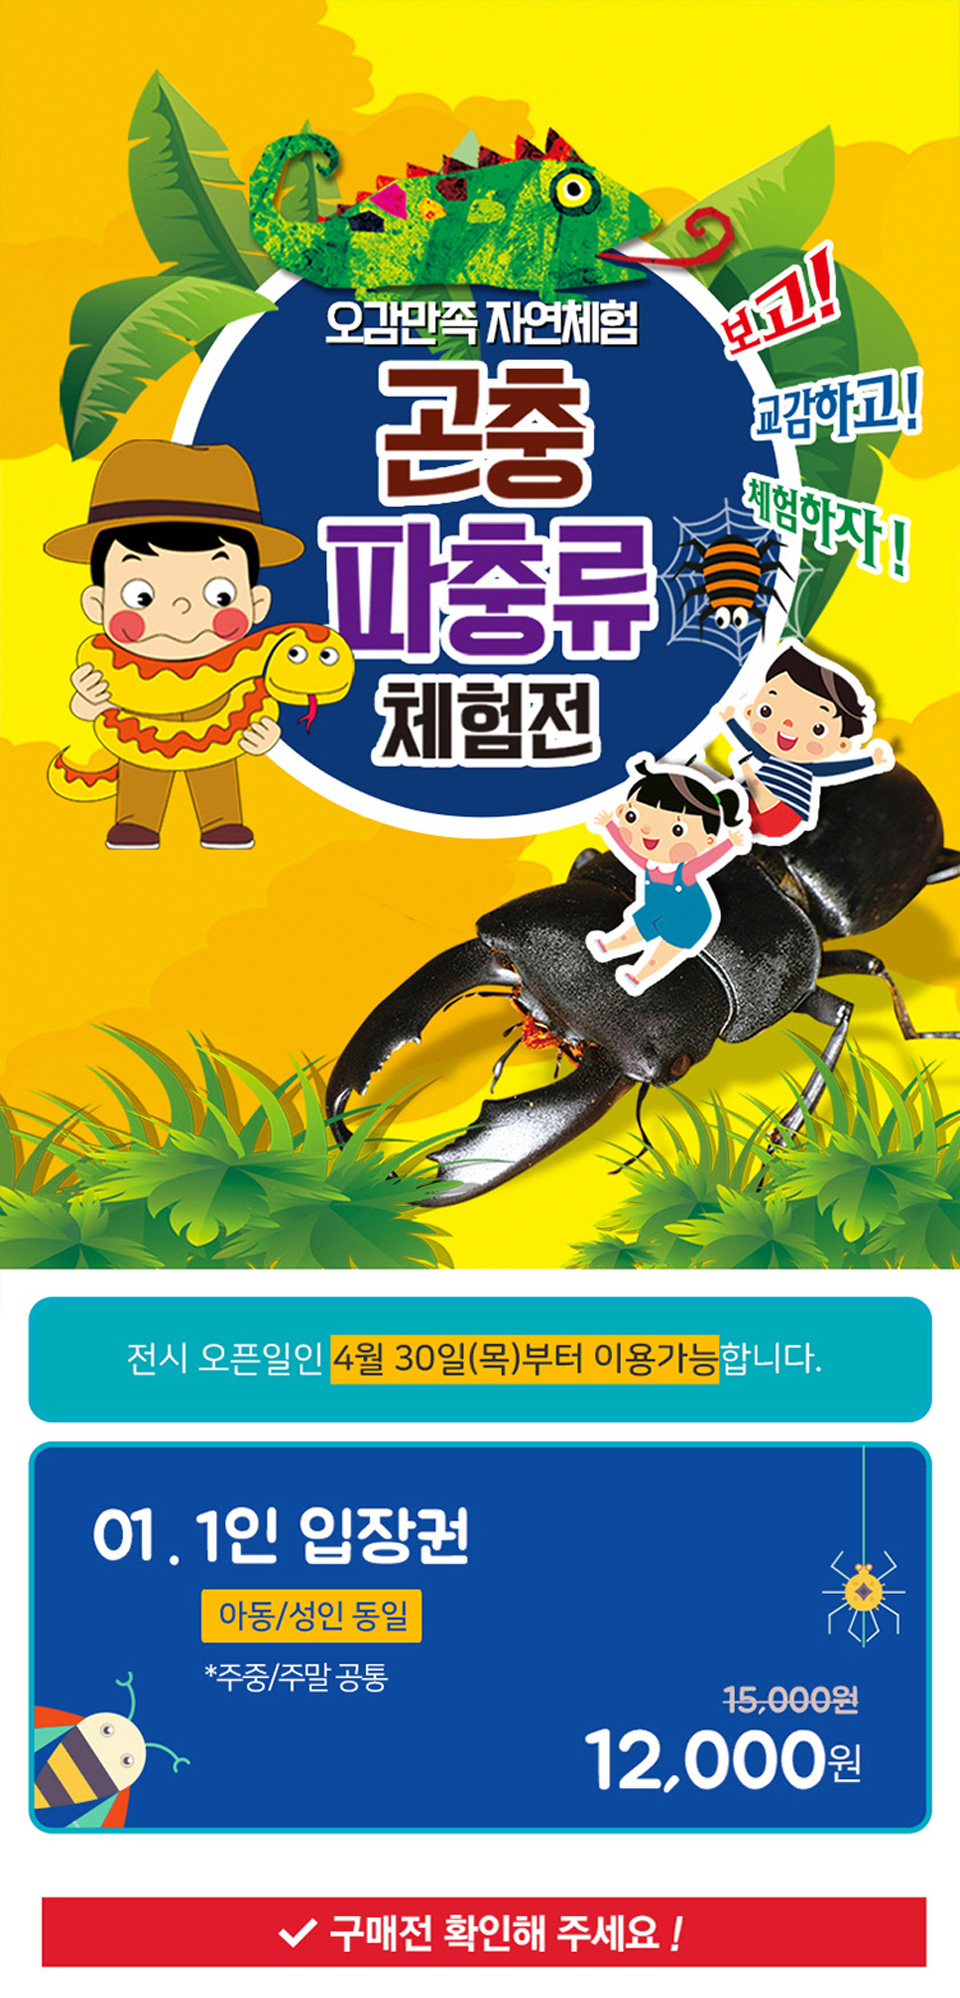 오감만족 자연체험
곤충
파충류
체험전
보고!
교감하고!
체험하자!
전시 오픈일인 4월 30일(목)부터 이용가능합니다.
01. 1인 입장권
아동/성인 동일
*주중/주말 공통
15,000원
12,000원
✓ 구매전 확인해 주세요!